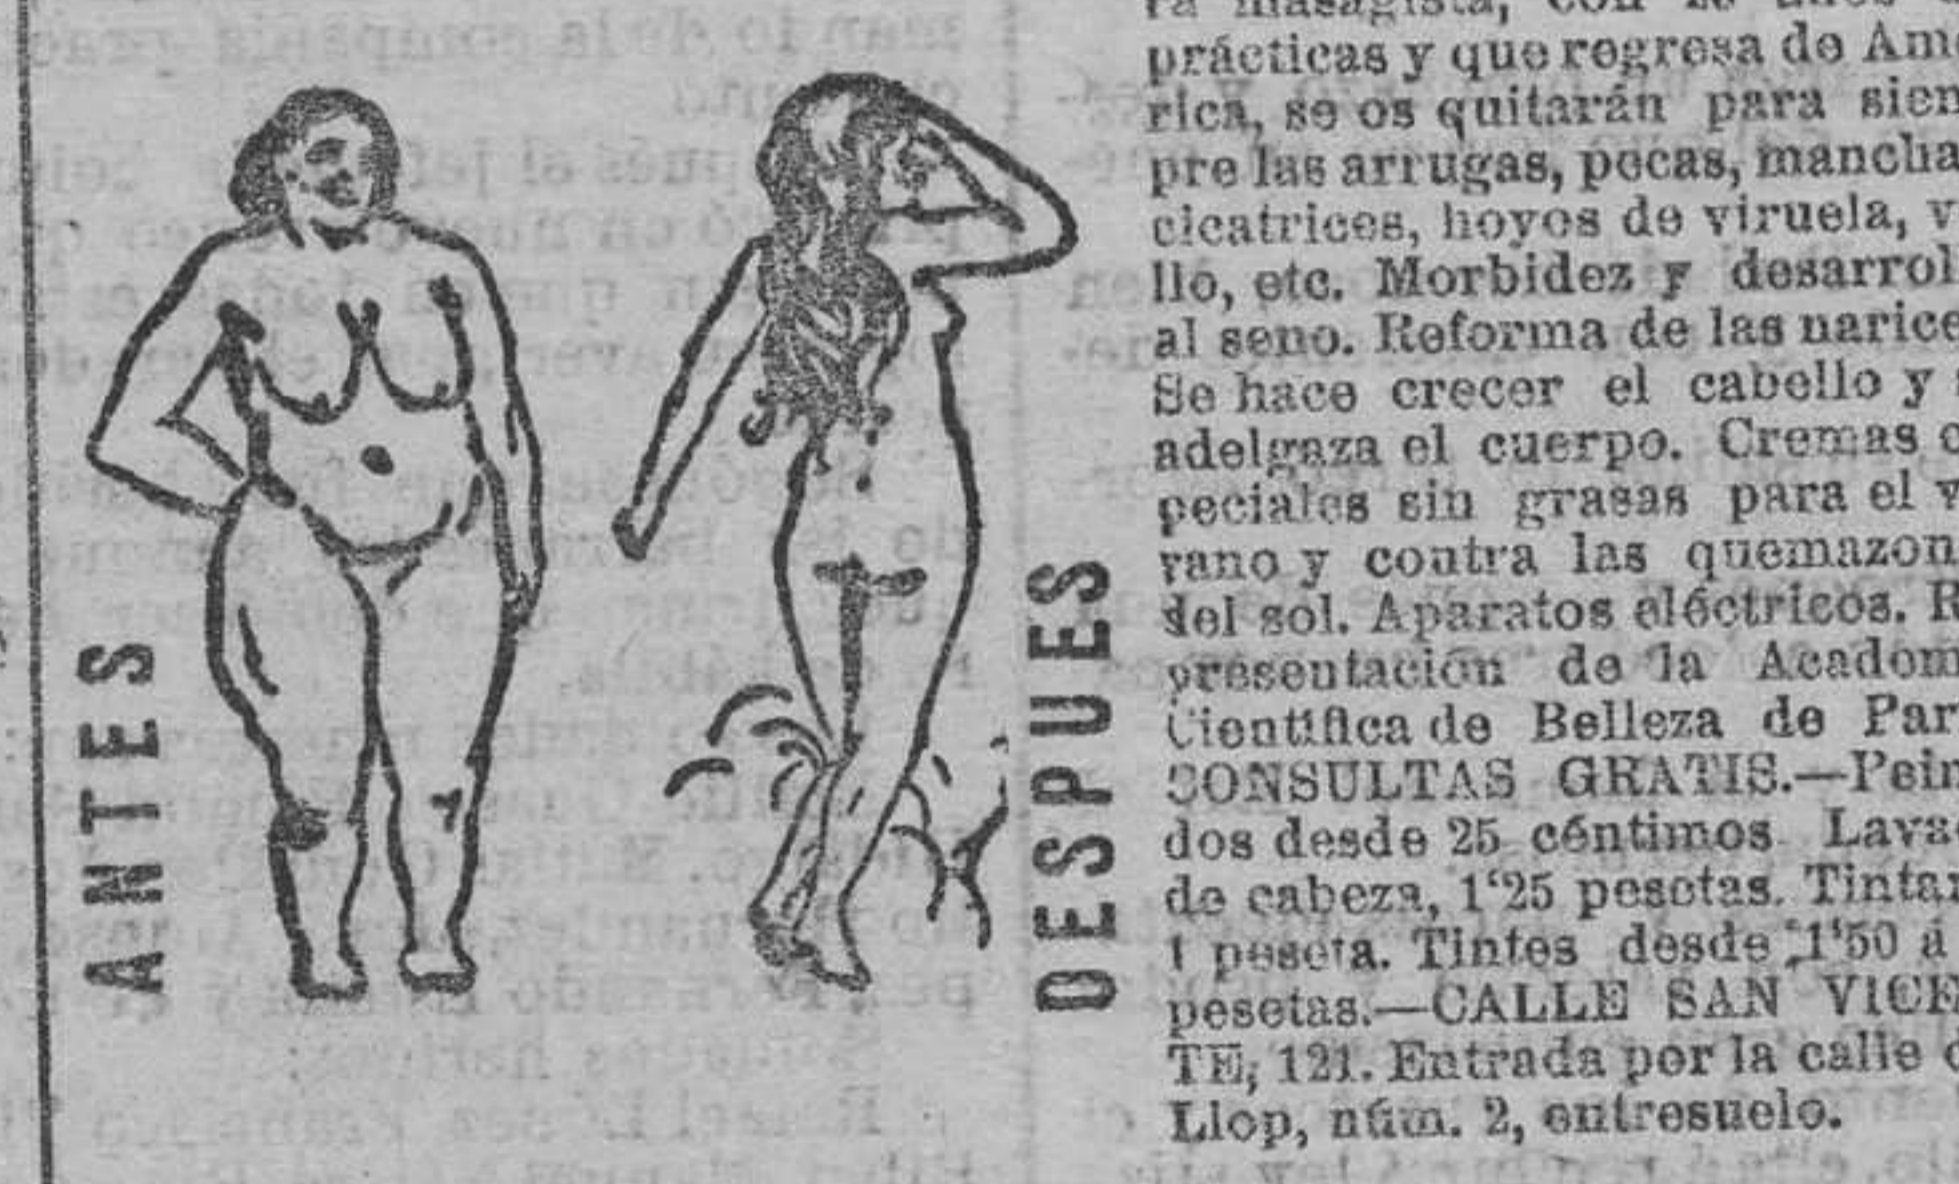 ANTES
DESPUES
ra masagista, con
prácticas y que regresa de Am
rica, se os quitarán para siem
pre las arrugas, pecas, mancha
cicatrices, hoyos de viruela, v
llo, etc. Morbidez y desarrol
al seno. Reforma de las narice
Se hace crecer el cabello y
adelgaza el cuerpo. Cremas
peciales sin grasas para el v
rano y contra las quemazon
del sol. Aparatos eléctricos. R
presentación de la Academ
Científica de Belleza de Par
CONSULTAS GRATIS.—Pein
dos desde 25 céntimos Lava
de cabeza, 1‘25 pesetas. Tintar
1 peseta. Tintes desde 1‘50 á
pesetas.—CALLE SAN VICE
TE, 121. Entrada por la calle
Llop, núm. 2, entresuelo.